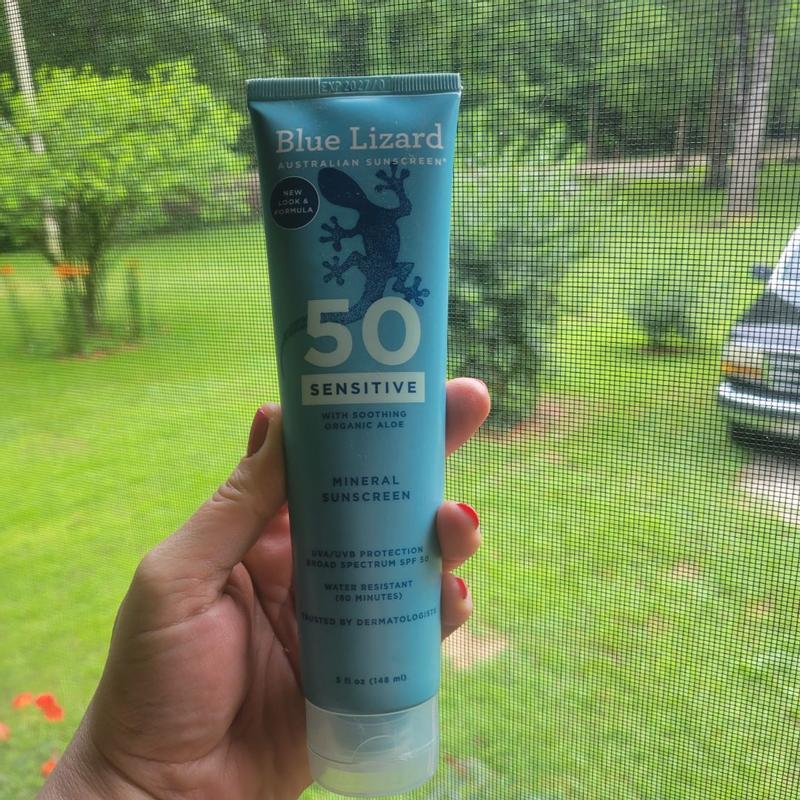 EXP 2027/0
Blue Lizard
AUSTRALIAN SUNSCREEN®
NEW
LOOK &
FORMULA
50
SENSITIVE
WITH SOOTHING
ORGANIC ALOE
MINERAL
SUNSCREEN
UVA/UVB PROTECTION
BROAD SPECTRUM SPF 50
WATER RESISTANT
(80 MINUTES)
TRUSTED BY DERMATOLOGISTS
5 fl oz (148 ml)